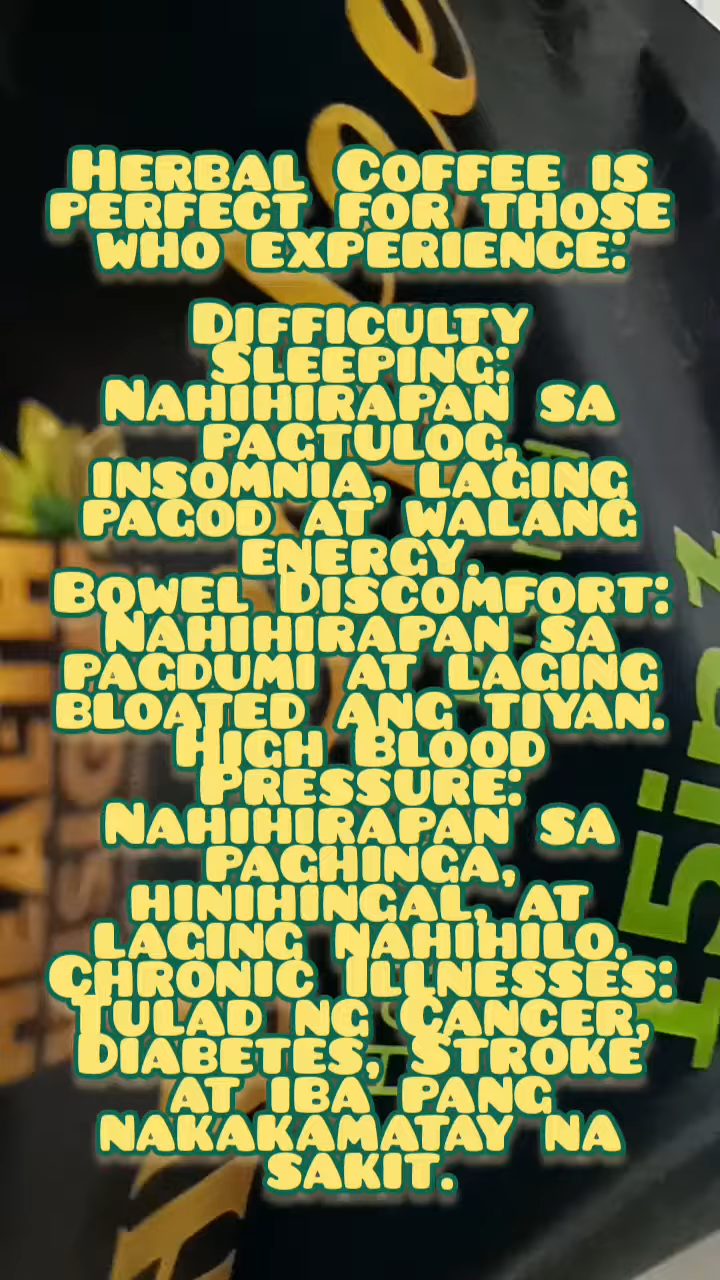 Herbal Coffee is
perfect for those
who experience:
Difficulty
Sleeping:
Nahihirapan sa
pagtulog,
insomnia, laging
pagod at walang
energy.
Bowel Discomfort:
Nahihirapan sa
pagdumi at laging
bloated ang tiyan.
High Blood
Pressure:
Nahihirapan sa
paghinga,
hinihingal, at
laging nahihilo.
Chronic Illnesses:
Tulad ng Cancer,
Diabetes, Stroke
at iba pang
nakakamatay na
sakit.
HEALTH
15in1